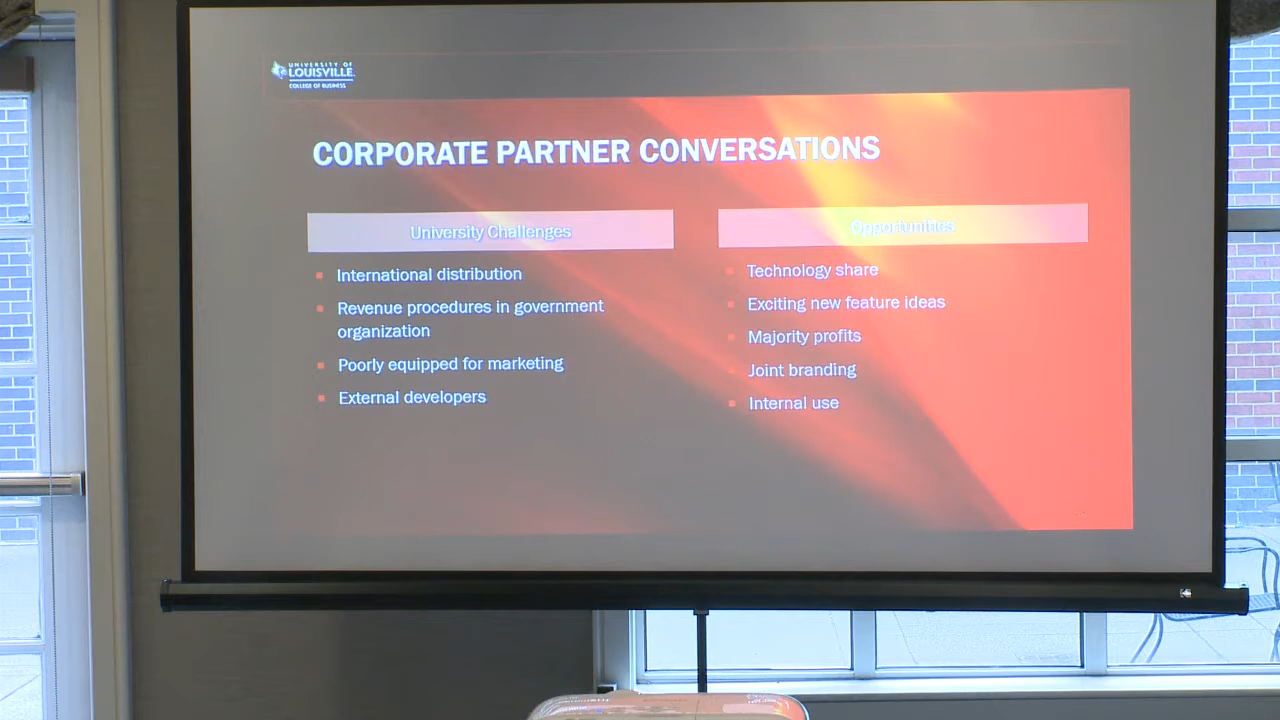 UNIVERSITY OF
LOUISVILLE
COLLEGE OF BUSINESS
CORPORATE PARTNER CONVERSATIONS
University Challenges
International distribution
Revenue procedures in government
organization
Poorly equipped for marketing
External developers
Opportunities
Technology share
Exciting new feature ideas
Majority profits
Joint branding
Internal use